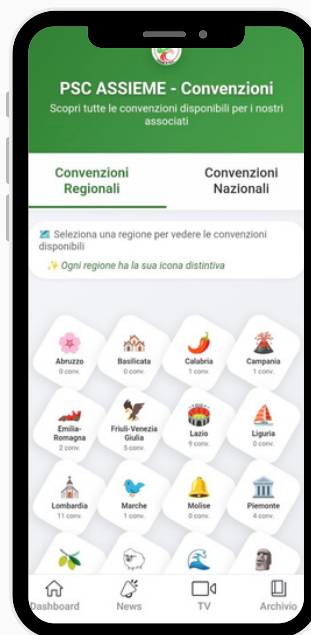 PSC ASSIEME - Convenzioni
Scopri tutte le convenzioni disponibili per i nostri
associati
Convenzioni
Regionali
Convenzioni
Nazionali
Seleziona una regione per vedere le convenzioni
disponibili
Ogni regione ha la sua icona distintiva
Abruzzo
0 conv.
Basilicata
0 conv.
Calabria
1 conv.
Campania
1 conv.
Emilia-
Romagna
2 conv.
Friuli-Venezia
Giulia
5 conv.
Lazio
9 conv.
Liguria
0 conv.
Lombardia
11 conv.
Marche
1 conv.
Molise
0 conv.
Piemonte
4 conv.
Dashboard
News
TV
Archivio